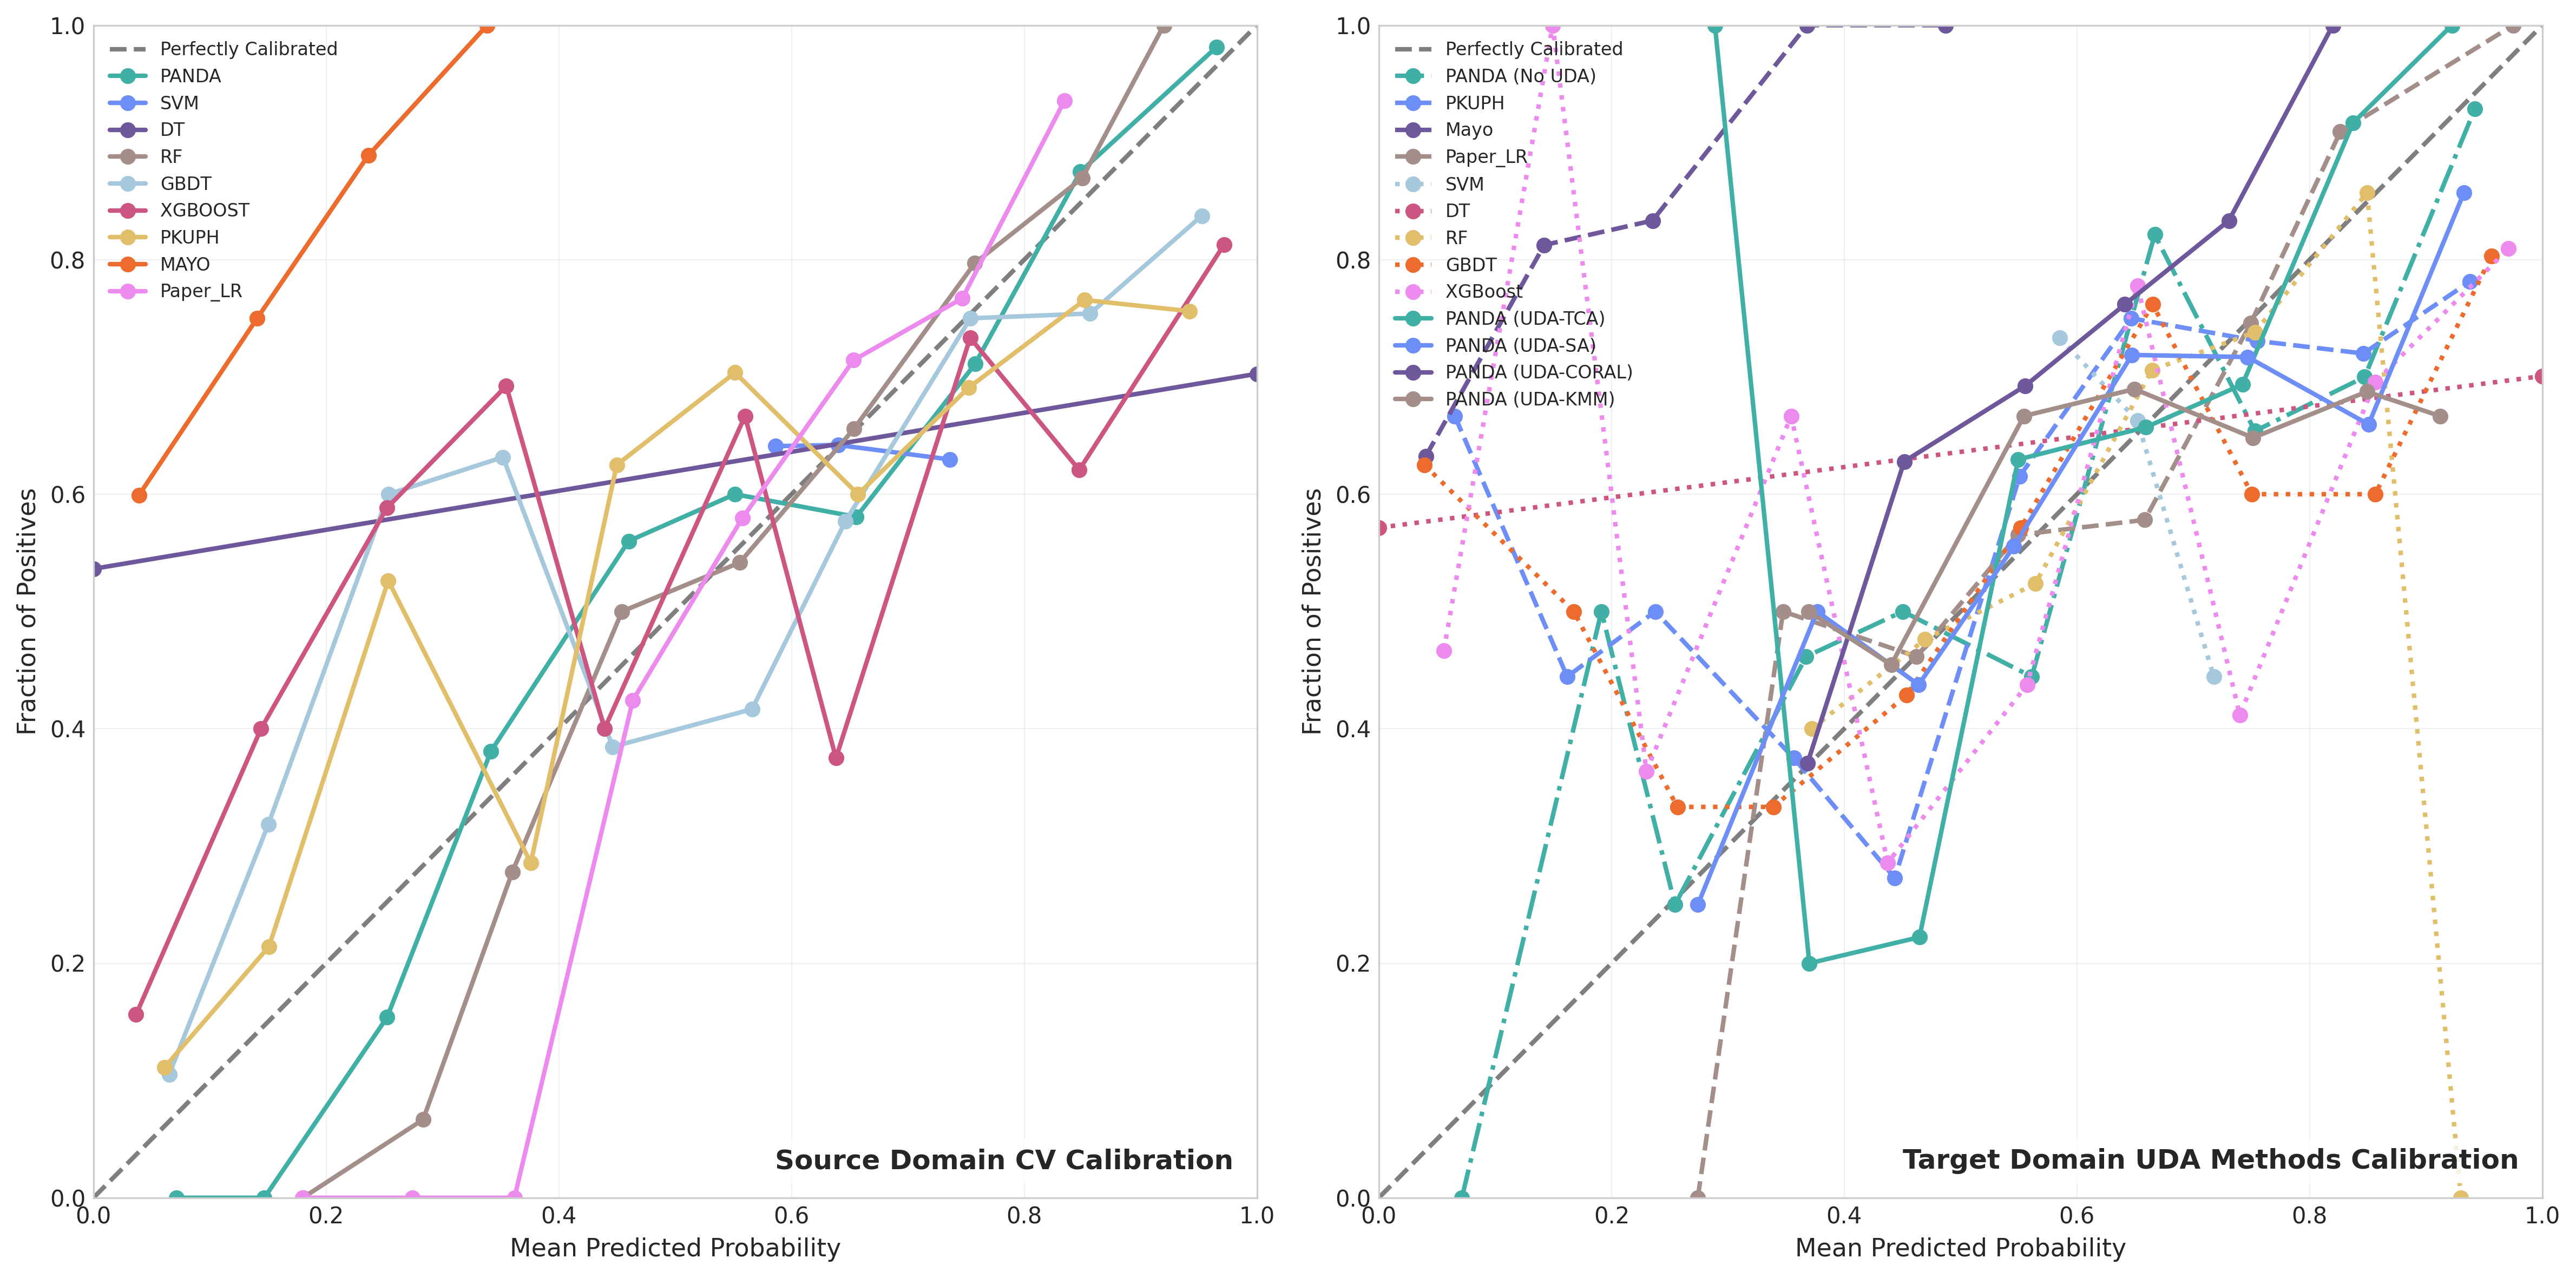 Perfectly Calibrated
PANDA
SVM
DT
RF
GBDT
XGBOOST
PKUPH
MAYO
Paper_LR
Fraction of Positives
1.0
0.8
0.6
0.4
0.2
0.0
0.0 0.2 0.4 0.6 0.8 1.0
Mean Predicted Probability
Source Domain CV Calibration
Perfectly Calibrated
PANDA (No UDA)
PKUPH
Mayo
Paper_LR
SVM
DT
RF
GBDT
XGBoost
PANDA (UDA-TCA)
PANDA (UDA-SA)
PANDA (UDA-CORAL)
PANDA (UDA-KMM)
Fraction of Positives
1.0
0.8
0.6
0.4
0.2
0.0
0.0 0.2 0.4 0.6 0.8 1.0
Mean Predicted Probability
Target Domain UDA Methods Calibration